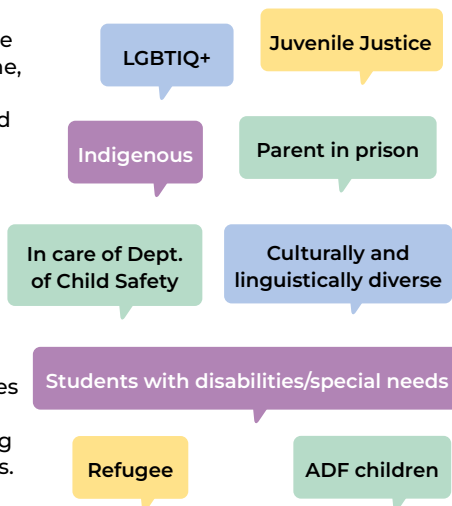 LGBTIQ+
Juvenile Justice
Indigenous
Parent in prison
In care of Dept.
of Child Safety
Culturally and
linguistically diverse
Students with disabilities/special needs
Refugee
ADF children